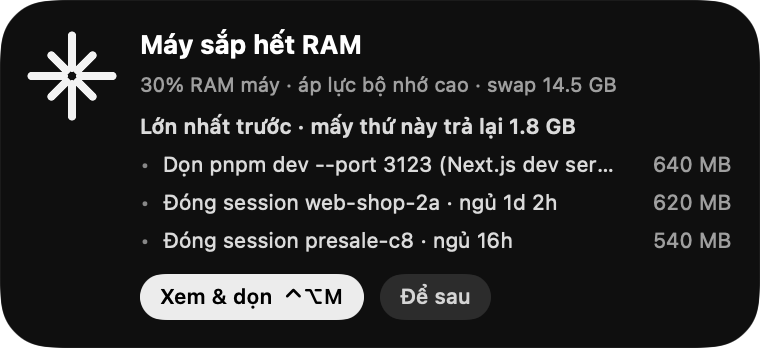 Máy sắp hết RAM
30% RAM máy · áp lực bộ nhớ cao · swap 14.5 GB
Lớn nhất trước · mấy thứ này trả lại 1.8 GB
· Dọn pnpm dev --port 3123 (Next.js dev ser... 640 MB
· Đóng session web-shop-2a · ngủ 1d 2h 620 MB
· Đóng session presale-c8 · ngủ 16h 540 MB
Xem & dọn ⌃⌥M Để sau